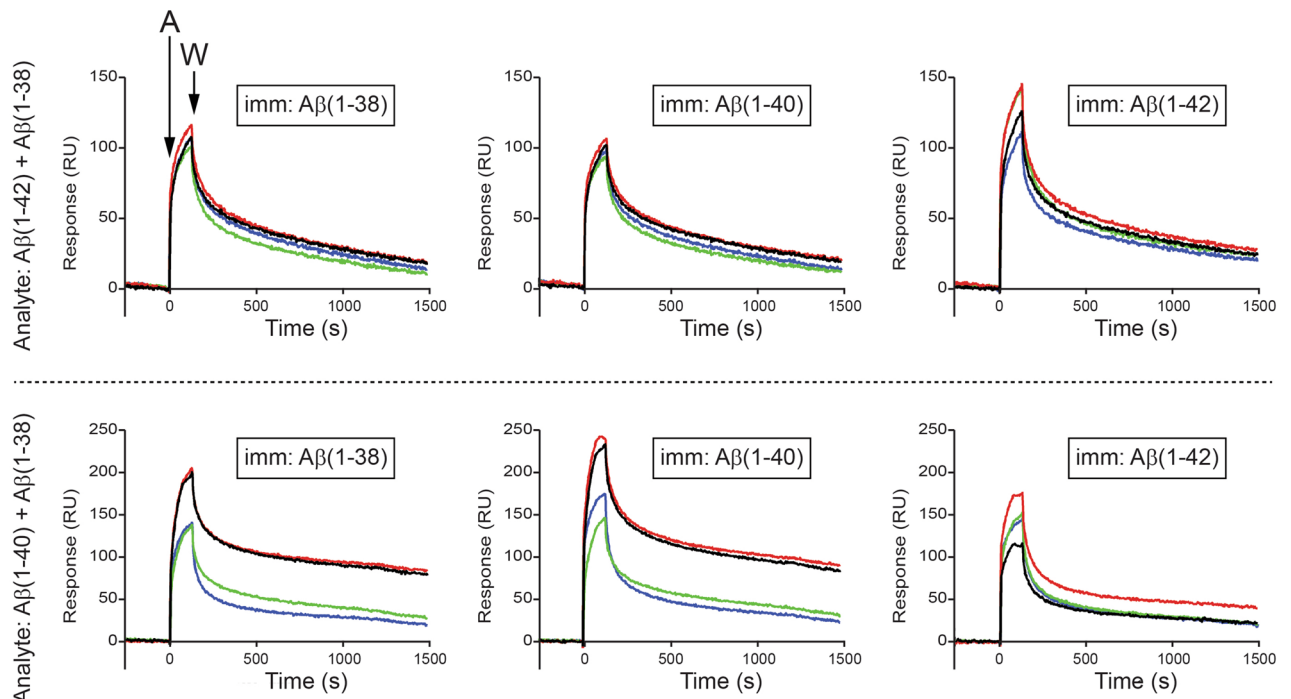 A
W
Analyte: Aβ(1-42) + Aβ(1-38)
Response (RU)
150
100
50
0
imm: Aβ(1-38)
0 500 1000 1500
Time (s)
Response (RU)
150
100
50
0
imm: Aβ(1-40)
0 500 1000 1500
Time (s)
Response (RU)
150
100
50
0
imm: Aβ(1-42)
0 500 1000 1500
Time (s)
Analyte: Aβ(1-40) + Aβ(1-38)
Response (RU)
250
200
150
100
50
0
imm: Aβ(1-38)
0 500 1000 1500
Time (s)
Response (RU)
250
200
150
100
50
0
imm: Aβ(1-40)
0 500 1000 1500
Time (s)
Response (RU)
250
200
150
100
50
0
imm: Aβ(1-42)
0 500 1000 1500
Time (s)